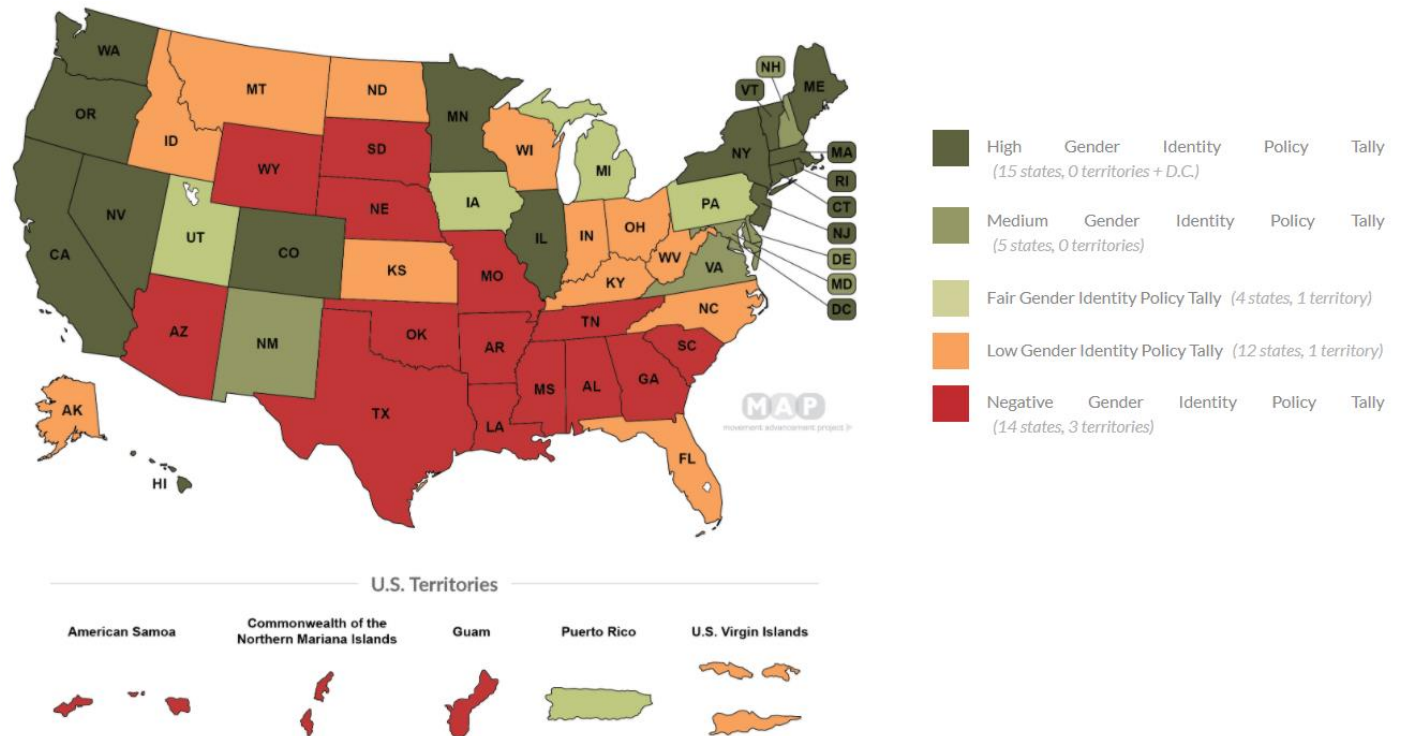 WA
OR
CA
NV
ID
MT
WY
UT
CO
AZ
NM
ND
SD
NE
KS
OK
TX
MN
IA
MO
AR
LA
WI
IL
MI
IN
OH
KY
TN
MS
AL
GA
SC
NC
VA
WV
PA
NY
FL
VT
NH
ME
MA
RI
CT
NJ
DE
MD
DC
AK
HI
MAP
movement advancement project
High Gender Identity Policy Tally
(15 states, 0 territories + D.C.)
Medium Gender Identity Policy Tally
(5 states, 0 territories)
Fair Gender Identity Policy Tally (4 states, 1 territory)
Low Gender Identity Policy Tally (12 states, 1 territory)
Negative Gender Identity Policy Tally
(14 states, 3 territories)
U.S. Territories
American Samoa
Commonwealth of the
Northern Mariana Islands
Guam
Puerto Rico
U.S. Virgin Islands